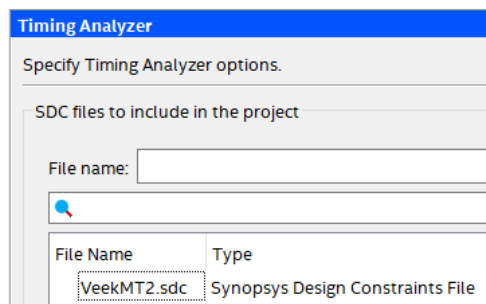 Timing Analyzer
Specify Timing Analyzer options.
SDC files to include in the project
File name:
File Name Type
VeekMT2.sdc Synopsys Design Constraints File